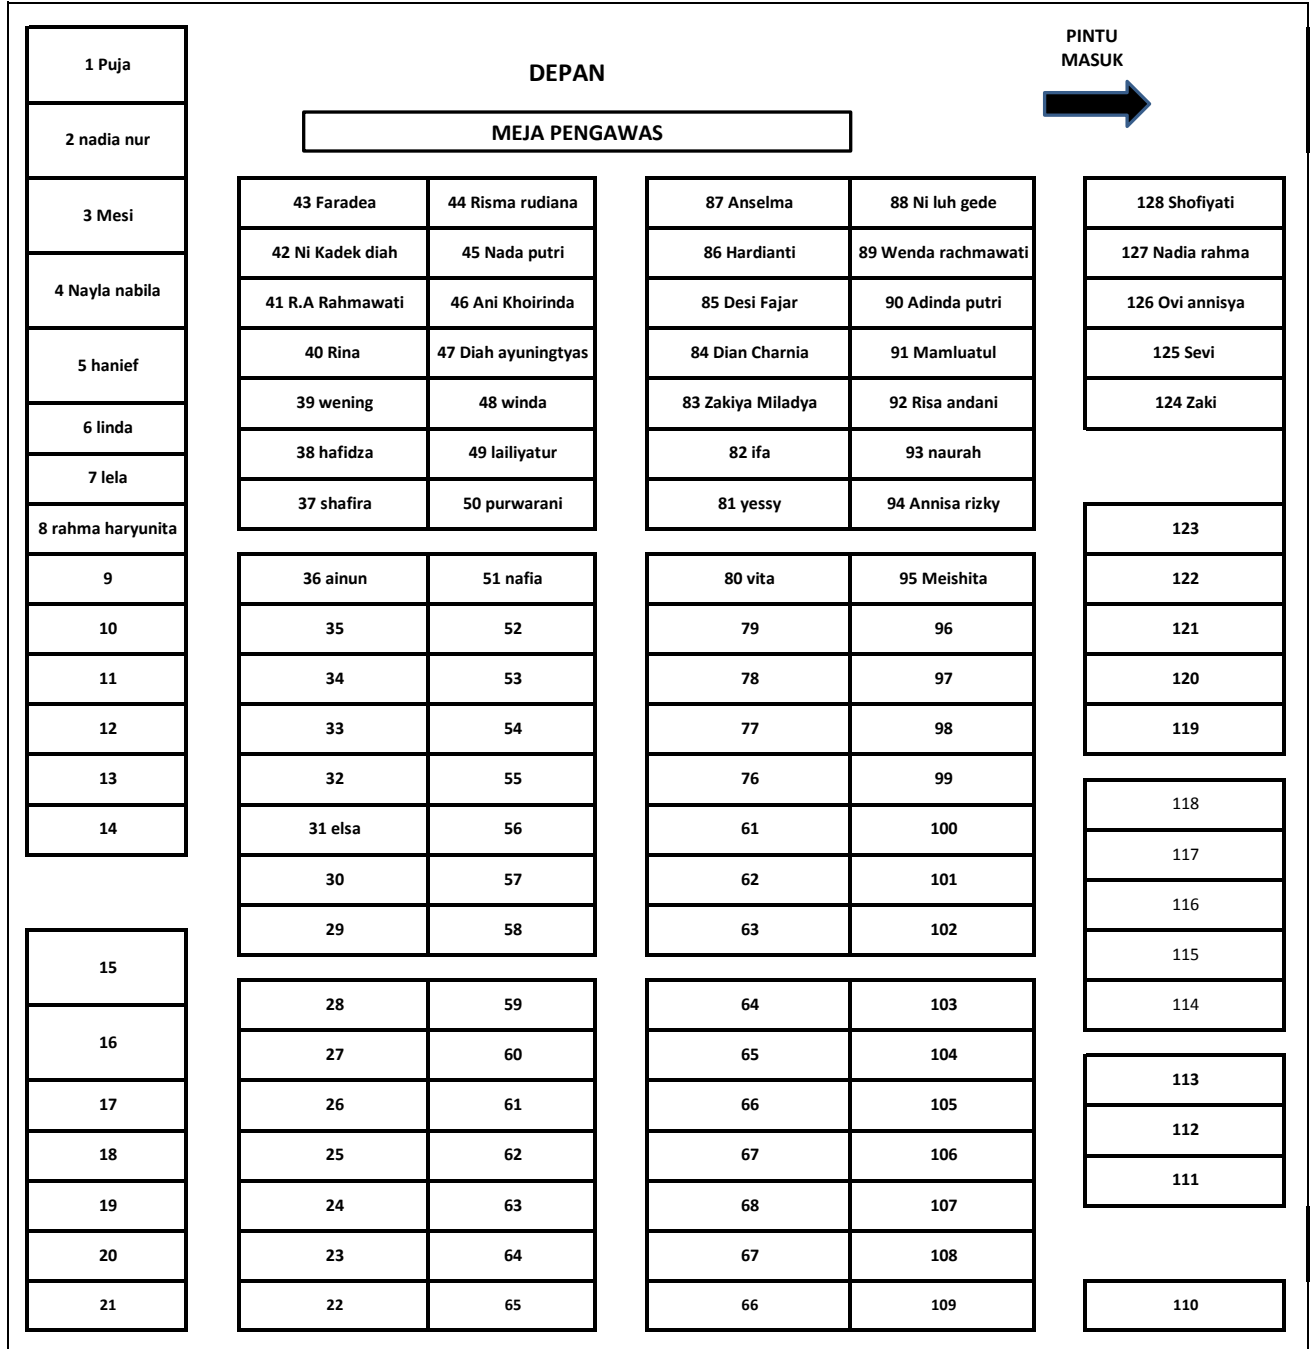 1 Puja
DEPAN
PINTU
MASUK
2 nadia nur
MEJA PENGAWAS
3 Mesi
43 Faradea
44 Risma rudiana
87 Anselma
88 Ni luh gede
128 Shofiyati
42 Ni Kadek diah
45 Nada putri
86 Hardianti
89 Wenda rachmawati
127 Nadia rahma
4 Nayla nabila
41 R.A Rahmawati
46 Ani Khoirinda
85 Desi Fajar
90 Adinda putri
126 Ovi annisya
5 hanief
40 Rina
47 Diah ayuningtyas
84 Dian Charnia
91 Mamluatul
125 Sevi
39 wening
48 winda
83 Zakiya Miladya
92 Risa andani
124 Zaki
6 linda
38 hafidza
49 lailiyatur
82 ifa
93 naurah
7 lela
37 shafira
50 purwarani
81 yessy
94 Annisa rizky
8 rahma haryunita
123
9
36 ainun
51 nafia
80 vita
95 Meishita
122
10
35
52
79
96
121
11
34
53
78
97
120
12
33
54
77
98
119
13
32
55
76
99
118
14
31 elsa
56
61
100
117
30
57
62
101
116
29
58
63
102
115
15
28
59
64
103
114
16
27
60
65
104
113
17
26
61
66
105
112
18
25
62
67
106
111
19
24
63
68
107
20
23
64
67
108
21
22
65
66
109
110